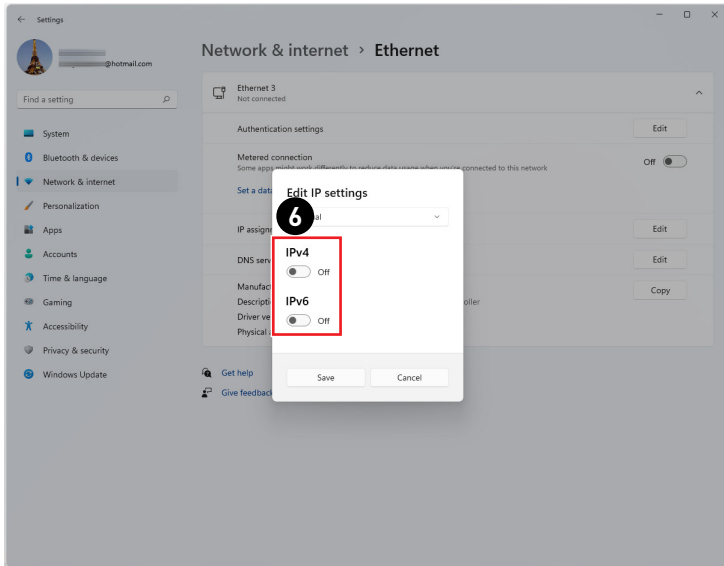 Settings
@hotmail.com
Find a setting
System
Bluetooth & devices
Network & internet
Personalization
Apps
Accounts
Time & language
Gaming
Accessibility
Privacy & security
Windows Update
Network & internet › Ethernet
Ethernet 3
Not connected
Authentication settings
Edit
Metered connection
Some apps might work differently to reduce data usage when you're connected to this network
Off
Set a data
IP assign
Edit
DNS serv
Edit
Manufac
Copy
Descripti
oller
Driver ve
Physical
Get help
Give feedback
Edit IP settings
6
al
IPv4
Off
IPv6
Off
Save
Cancel